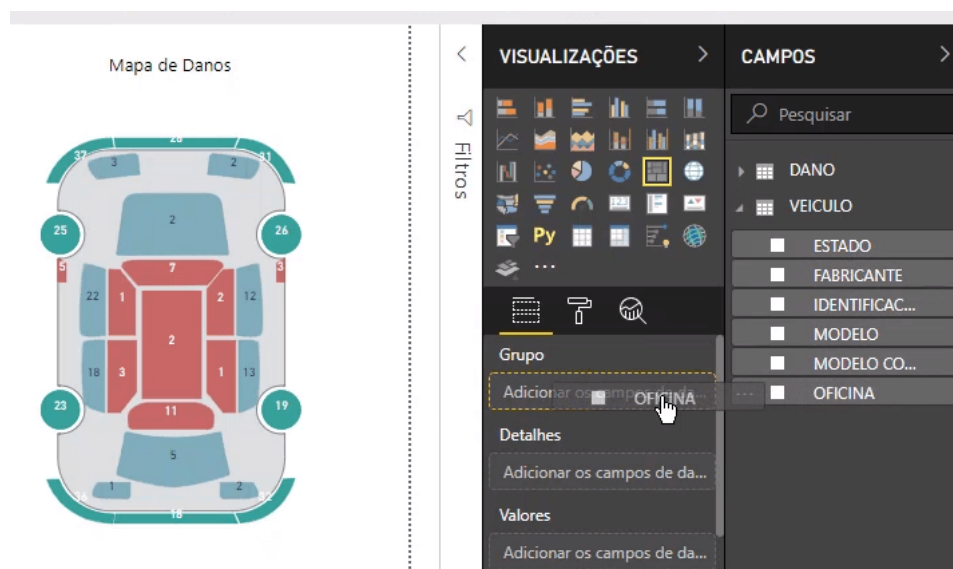 Mapa de Danos
28
37
31
3
2
2
25
26
5
7
3
22
1
2
12
2
18
3
1
13
23
11
19
5
1
2
36
32
18
Filtros
VISUALIZAÇÕES
123
Py
...
Grupo
Adicionar os campos de da...
OFICINA
Detalhes
Adicionar os campos de da...
Valores
Adicionar os campos de da...
CAMPOS
Pesquisar
DANO
VEICULO
ESTADO
FABRICANTE
IDENTIFICAC...
MODELO
MODELO CO...
OFICINA